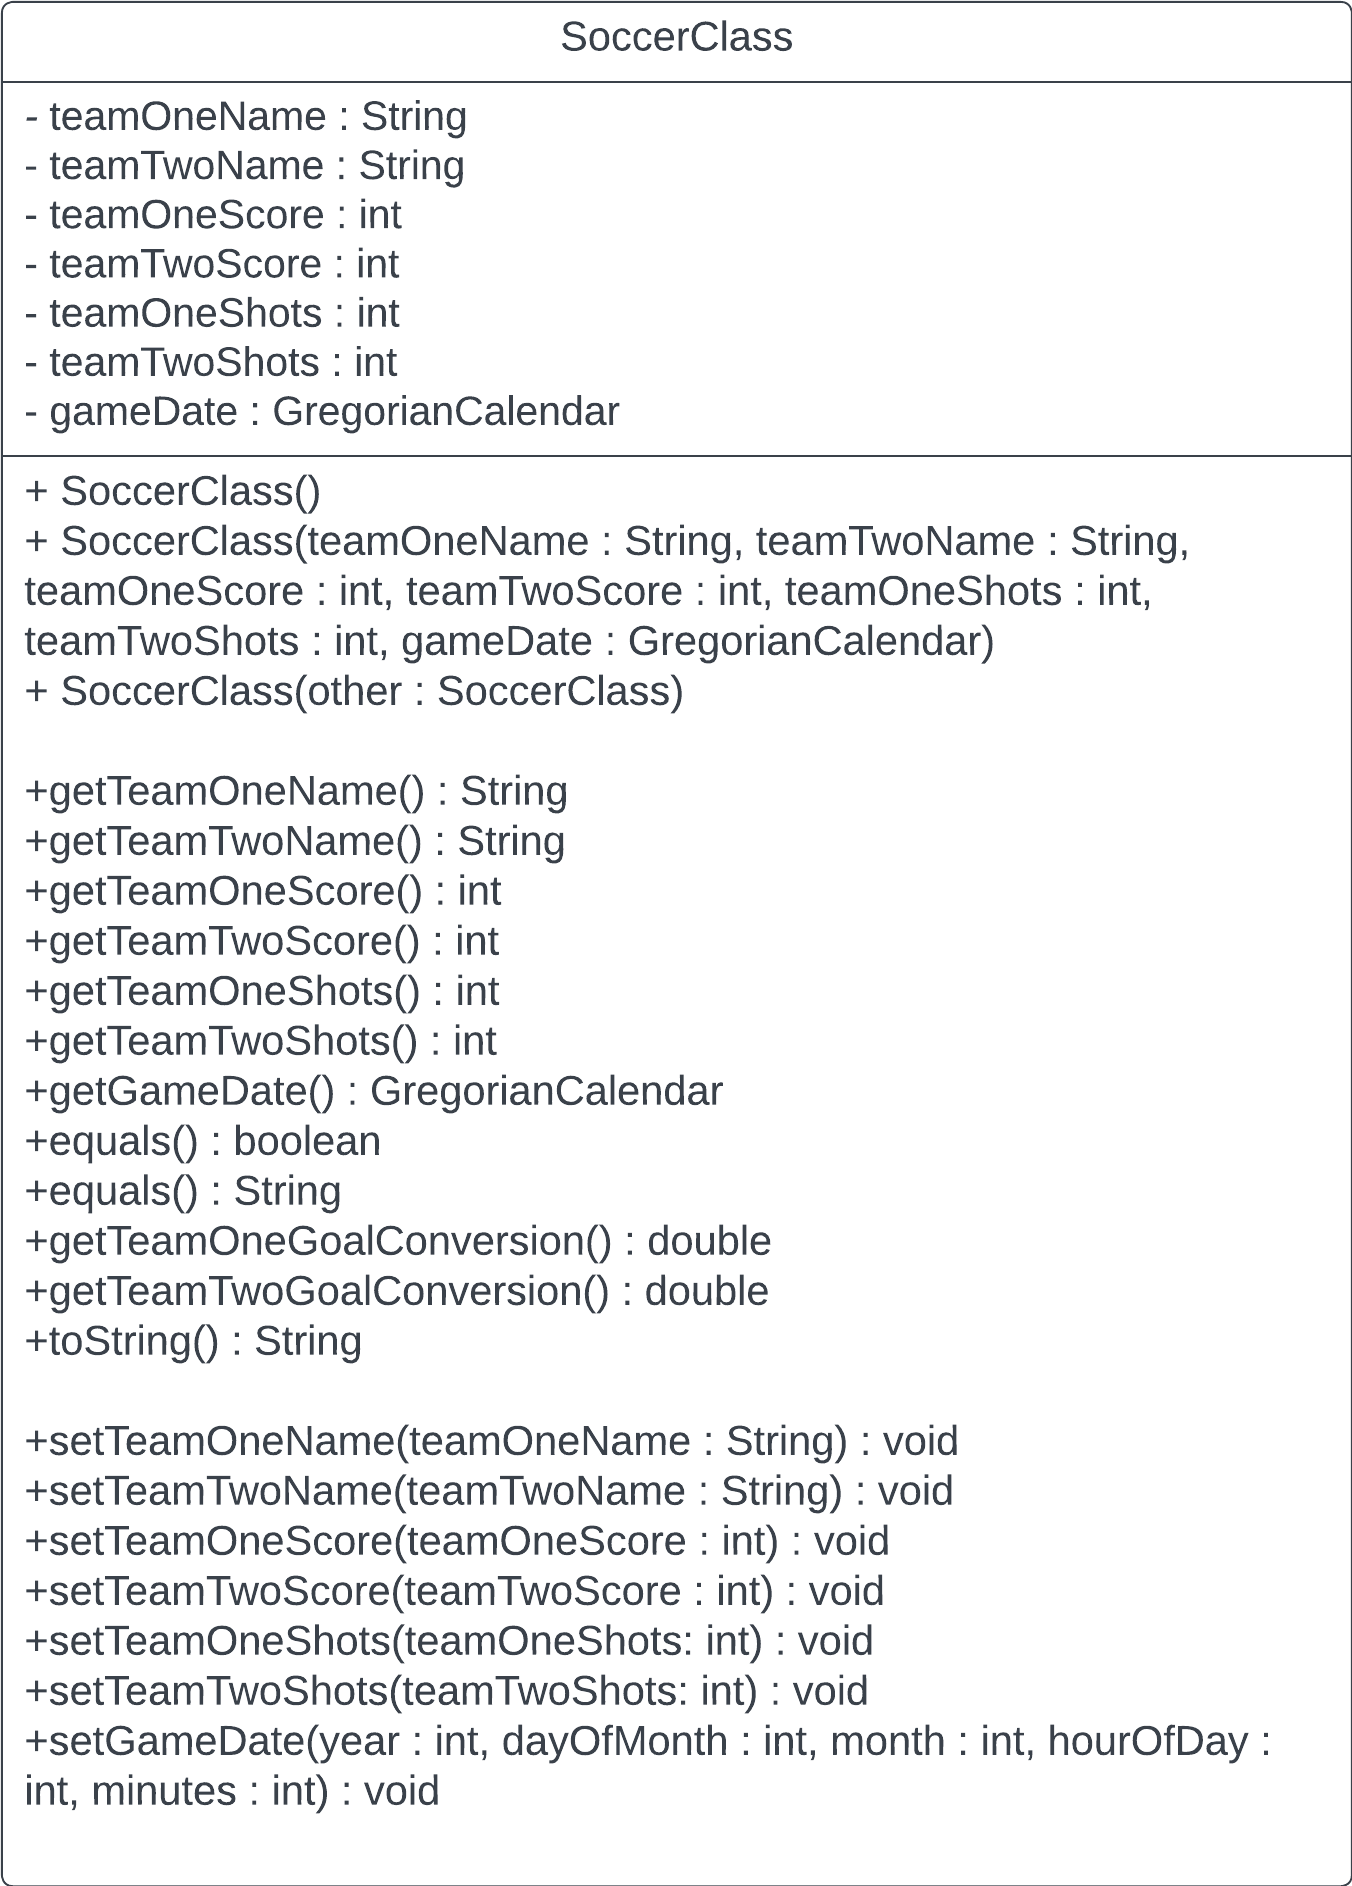 SoccerClass
- teamOneName : String
- teamTwoName : String
- teamOneScore : int
- teamTwoScore : int
- teamOneShots : int
- teamTwoShots : int
- gameDate : GregorianCalendar
+ SoccerClass()
+ SoccerClass(teamOneName : String, teamTwoName : String,
teamOneScore : int, teamTwoScore : int, teamOneShots : int,
teamTwoShots : int, gameDate : GregorianCalendar)
+ SoccerClass(other : SoccerClass)
+getTeamOneName() : String
+getTeamTwoName() : String
+getTeamOneScore() : int
+getTeamTwoScore() : int
+getTeamOneShots() : int
+getTeamTwoShots() : int
+getGameDate() : GregorianCalendar
+equals() : boolean
+equals() : String
+getTeamOneGoalConversion() : double
+getTeamTwoGoalConversion() : double
+toString() : String
+setTeamOneName(teamOneName : String) : void
+setTeamTwoName(teamTwoName : String) : void
+setTeamOneScore(teamOneScore : int) : void
+setTeamTwoScore(teamTwoScore : int) : void
+setTeamOneShots(teamOneShots: int) : void
+setTeamTwoShots(teamTwoShots: int) : void
+setGameDate(year : int, dayOfMonth : int, month : int, hourOfDay :
int, minutes : int) : void